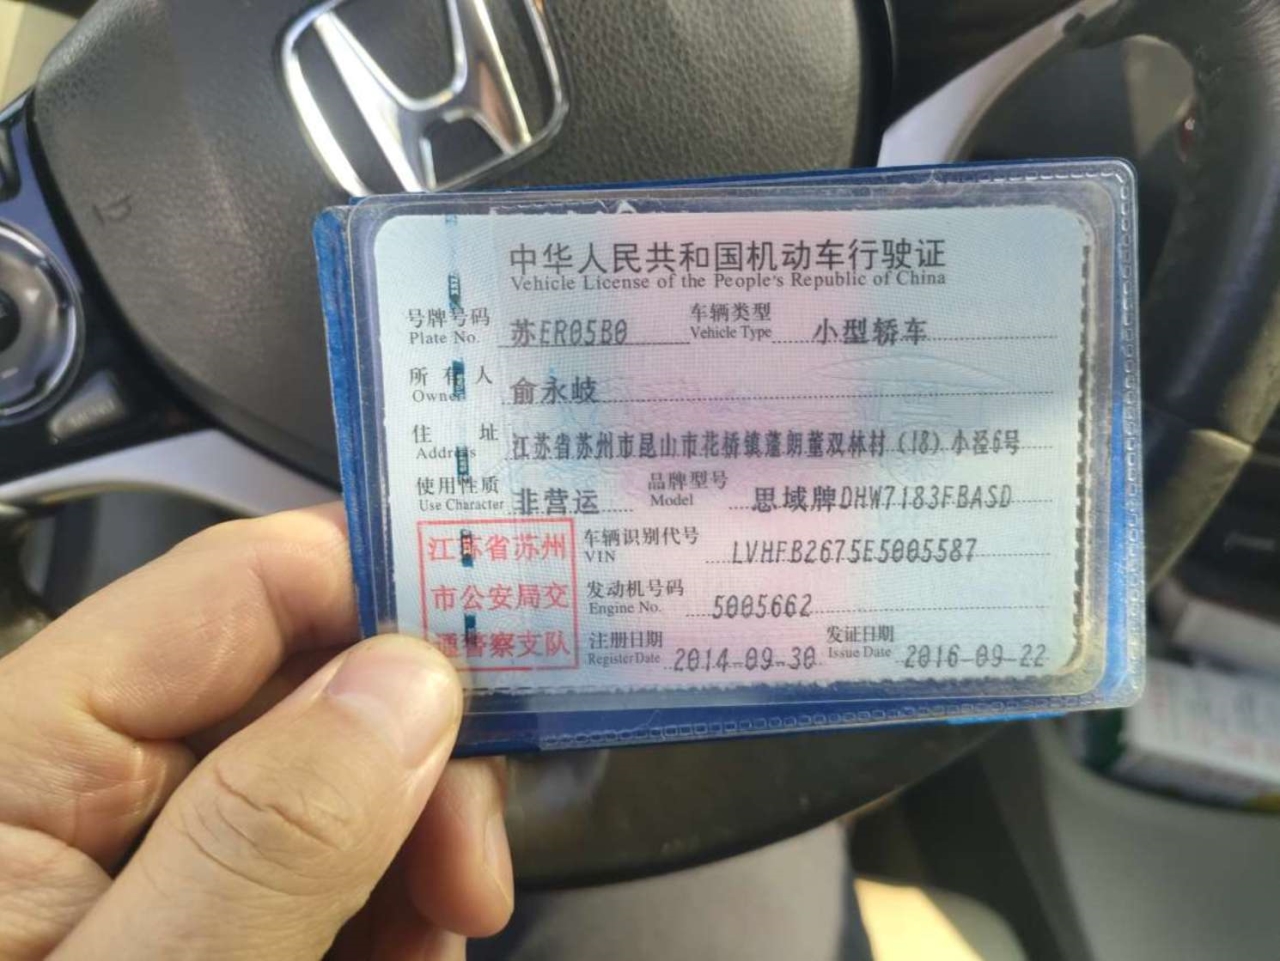 中华人民共和国机动车行驶证
Vehicle License of the People's Republic of China
号牌号码 苏ER05B0 车辆类型 小型轿车
Plate No. Vehicle Type
所有人 俞永岐
Owner
住址 江苏省苏州市昆山市花桥镇蓬朗董双林村(18)小泾6号
Address
使用性质 非营运 品牌型号 思域牌DHW7183FBASD
Use Character Model
江苏省苏州
市公安局交
通警察支队
车辆识别代号 LVHFB2675E5005587
VIN
发动机号码 5005662
Engine No.
注册日期 2014-09-30 发证日期 2016-09-22
Register Date Issue Date